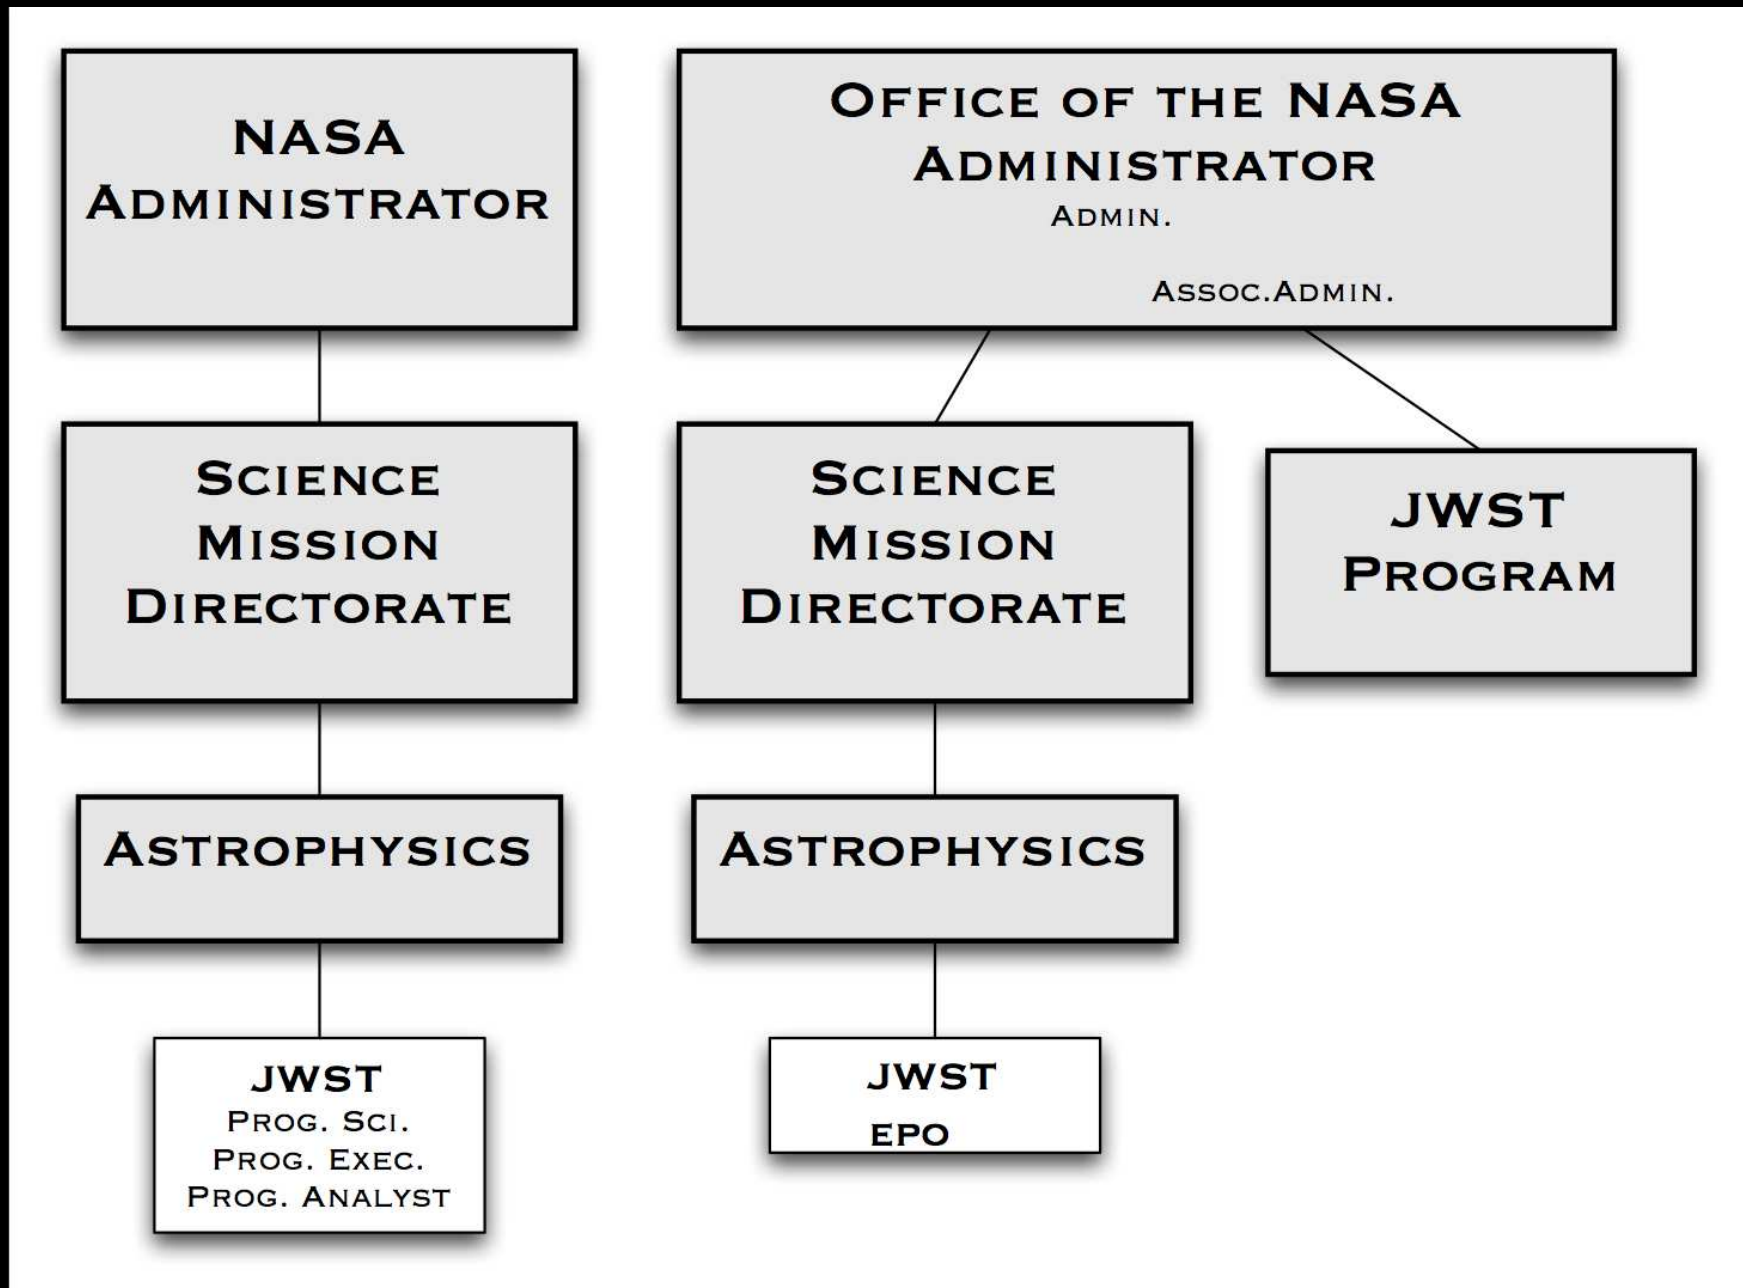 NASA
ADMINISTRATOR
SCIENCE
MISSION
DIRECTORATE
ASTROPHYSICS
JWST
PROG. SCI.
PROG. EXEC.
PROG. ANALYST
OFFICE OF THE NASA
ADMINISTRATOR
ADMIN.
ASSOC.ADMIN.
SCIENCE
MISSION
DIRECTORATE
JWST
PROGRAM
ASTROPHYSICS
JWST
EPO